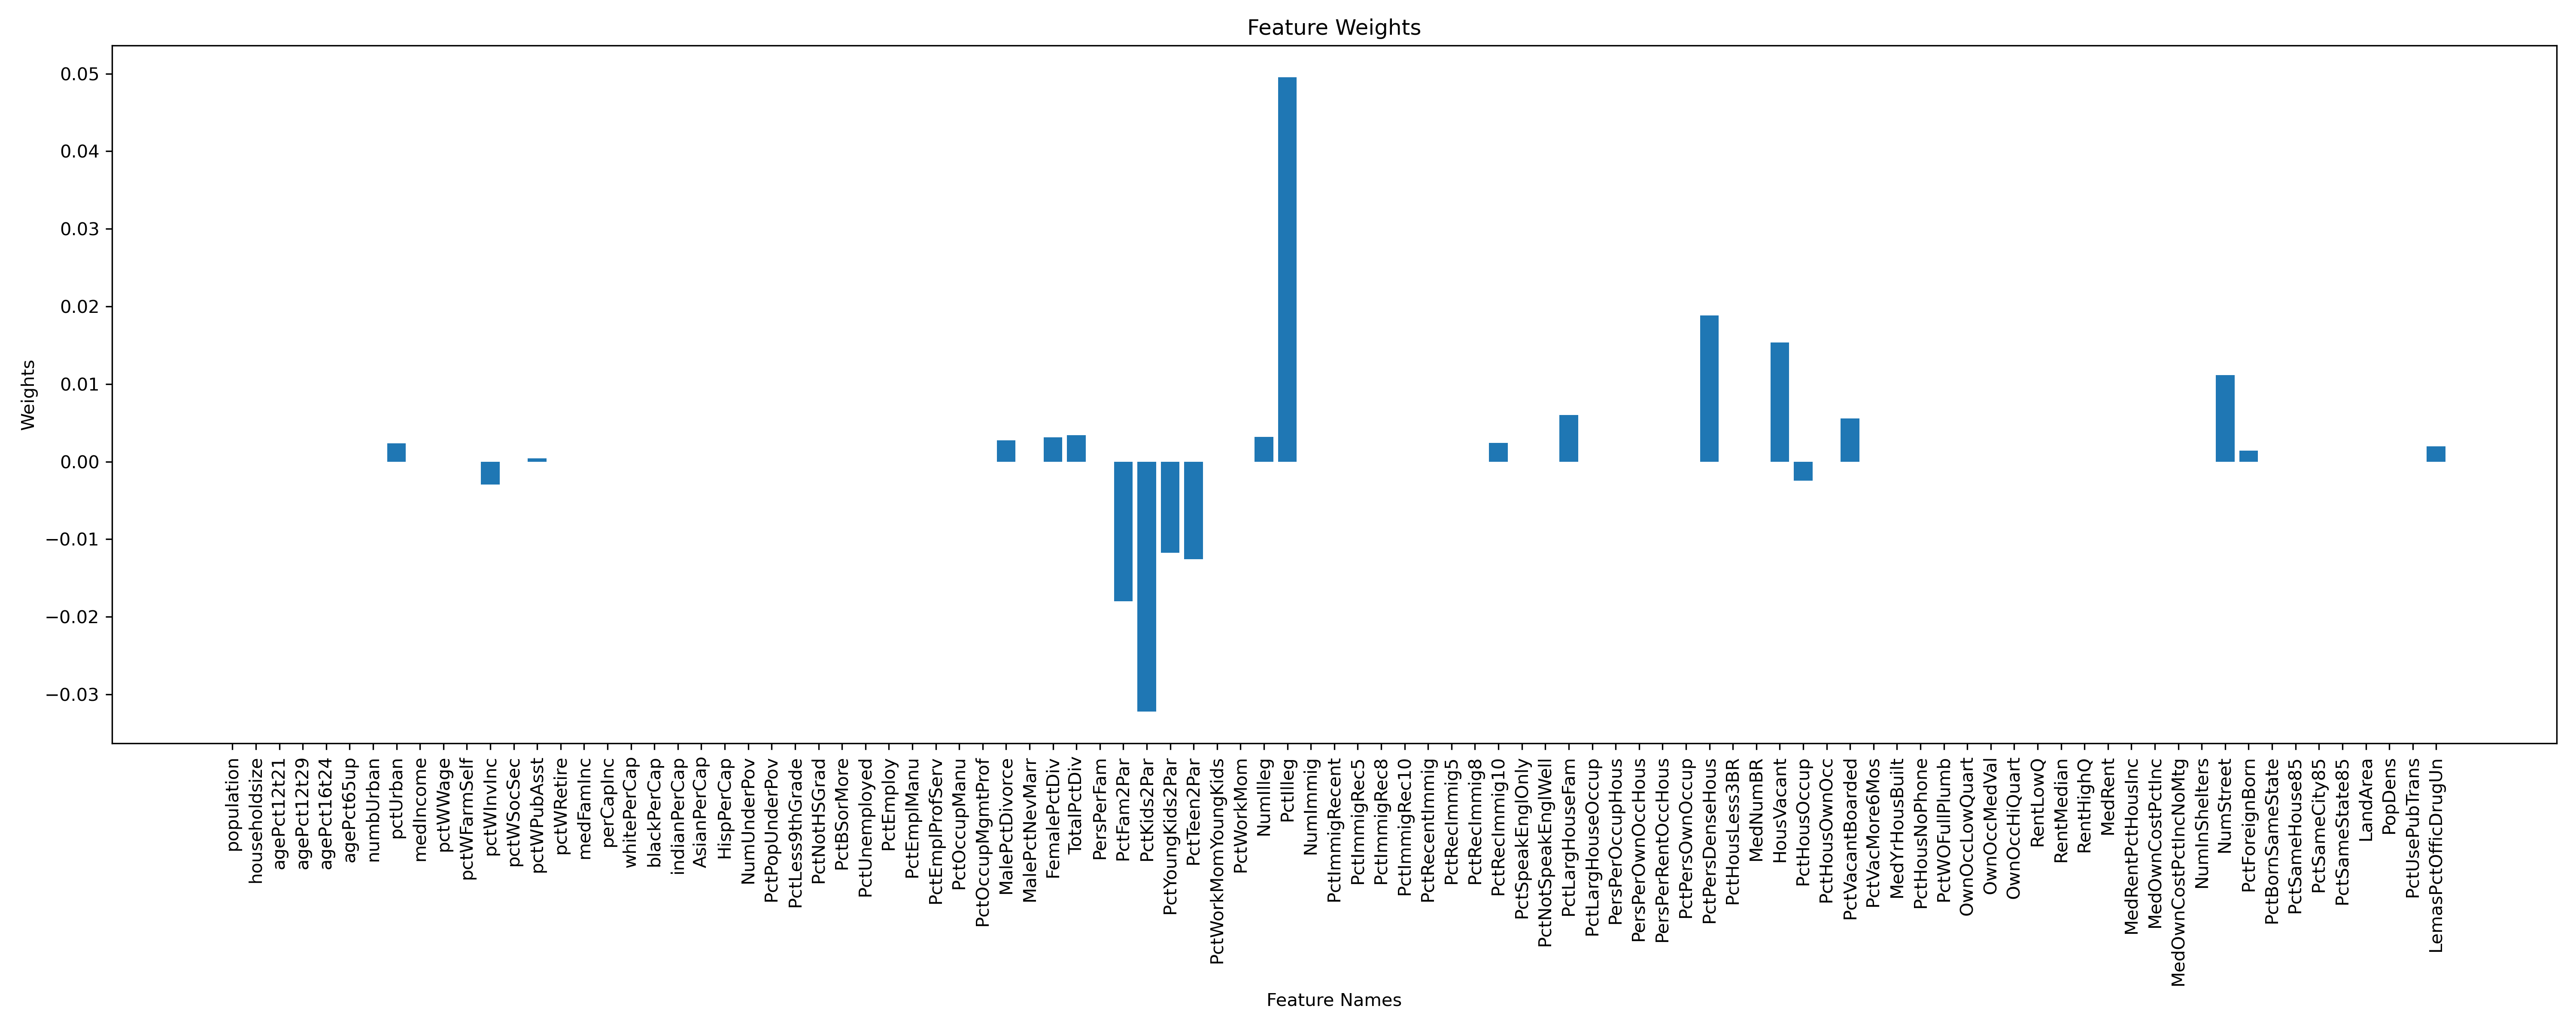 Feature Weights
Weights
0.05
0.04
0.03
0.02
0.01
0.00
−0.01
−0.02
−0.03
population
householdsize
agePct12t21
agePct12t29
agePct16t24
agePct65up
numbUrban
pctUrban
medIncome
pctWWage
pctWFarmSelf
pctWInvInc
pctWSocSec
pctWPubAsst
pctWRetire
medFamInc
perCapInc
whitePerCap
blackPerCap
indianPerCap
AsianPerCap
HispPerCap
NumUnderPov
PctPopUnderPov
PctLess9thGrade
PctNotHSGrad
PctBSorMore
PctUnemployed
PctEmploy
PctEmplManu
PctEmplProfServ
PctOccupManu
PctOccupMgmtProf
MalePctDivorce
MalePctNevMarr
FemalePctDiv
TotalPctDiv
PersPerFam
PctFam2Par
PctKids2Par
PctYoungKids2Par
PctTeen2Par
PctWorkMomYoungKids
PctWorkMom
NumIlleg
PctIlleg
NumImmig
PctImmigRecent
PctImmigRec5
PctImmigRec8
PctImmigRec10
PctRecentImmig
PctRecImmig5
PctRecImmig8
PctRecImmig10
PctSpeakEnglOnly
PctNotSpeakEnglWell
PctLargHouseFam
PctLargHouseOccup
PersPerOccupHous
PersPerOwnOccHous
PersPerRentOccHous
PctPersOwnOccup
PctPersDenseHous
PctHousLess3BR
MedNumBR
HousVacant
PctHousOccup
PctHousOwnOcc
PctVacantBoarded
PctVacMore6Mos
MedYrHousBuilt
PctHousNoPhone
PctWOFullPlumb
OwnOccLowQuart
OwnOccMedVal
OwnOccHiQuart
RentLowQ
RentMedian
RentHighQ
MedRent
MedRentPctHousInc
MedOwnCostPctInc
MedOwnCostPctIncNoMtg
NumInShelters
NumStreet
PctForeignBorn
PctBornSameState
PctSameHouse85
PctSameCity85
PctSameState85
LandArea
PopDens
PctUsePubTrans
LemasPctOfficDrugUn
Feature Names